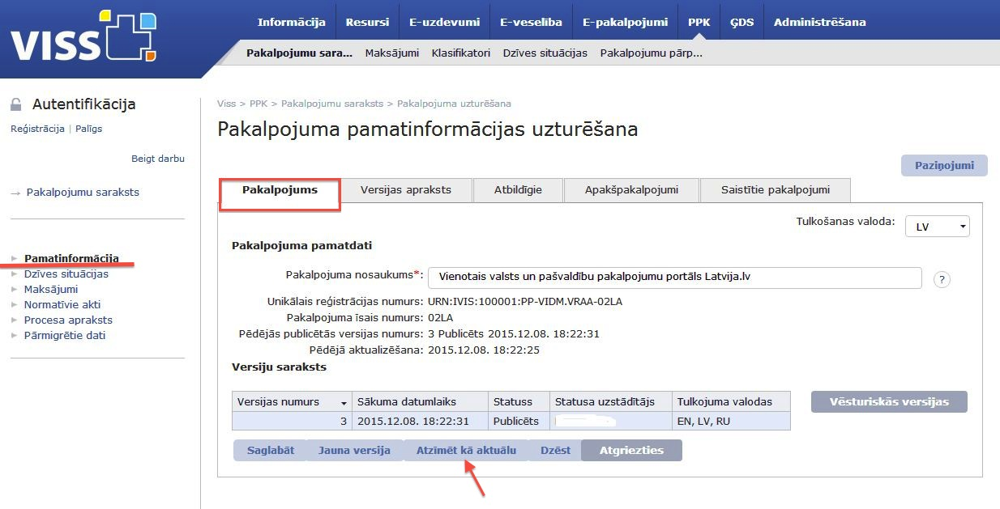 VISS
Informācija Resursi E-uzdevumi E-veselība E-pakalpojumi PPK ĢDS Administrēšana
Pakalpojumu sara... Maksājumi Klasifikatori Dzīves situācijas Pakalpojumu pārp...
Autentifikācija
Reģistrācija | Palīgs
Beigt darbu
→ Pakalpojumu saraksts
Pamatinformācija
Dzīves situācijas
Maksājumi
Normatīvie akti
Procesa apraksts
Pārmigrētie dati
Viss > PPK > Pakalpojumu saraksts > Pakalpojuma uzturēšana
Pakalpojuma pamatinformācijas uzturēšana
Paziņojumi
Pakalpojums Versijas apraksts Atbildīgie Apakšpakalpojumi Saistītie pakalpojumi
Tulkošanas valoda: LV
Pakalpojuma pamatdati
Pakalpojuma nosaukums*: Vienotais valsts un pašvaldību pakalpojumu portāls Latvija.lv ?
Unikālais reģistrācijas numurs: URN:IVIS:100001:PP-VIDM.VRAA-02LA
Pakalpojuma īsais numurs: 02LA
Pēdējās publicētās versijas numurs: 3 Publicēts 2015.12.08. 18:22:31
Pēdējā aktualizēšana: 2015.12.08. 18:22:25
Versiju saraksts
Versijas numurs Sākuma datumlaiks Statuss Statusa uzstādītājs Tulkojuma valodas
3 2015.12.08. 18:22:31 Publicēts EN, LV, RU
Vēsturiskās versijas
Saglabāt Jauna versija Atzīmēt kā aktuālu Dzēst Atgriezties